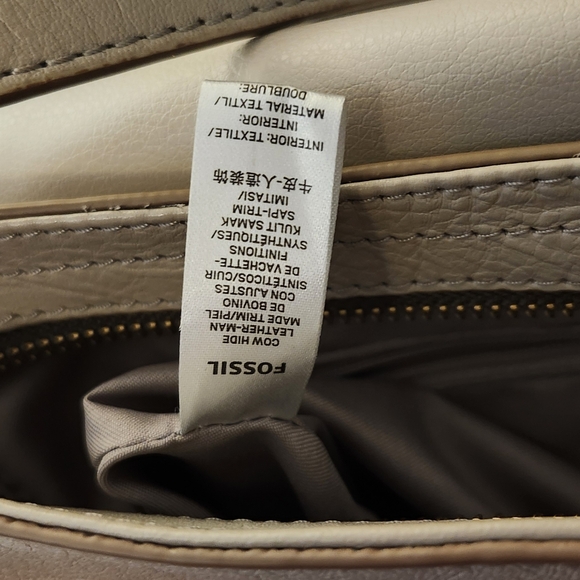 FOSSIL
COW HIDE
LEATHER-MAN
MADE TRIM/PIEL
DE BOVINO
CON AJUSTES
SINTÉTICOS/CUIR
DE VACHETTE-
FINITIONS
SYNTHÉTIQUES/
KULIT SAMAK
SAPI-TRIM
IMITASI/
牛皮-人造装饰
INTERIOR: TEXTILE/
INTERIOR:
MATERIAL TEXTIL/
DOUBLURE: